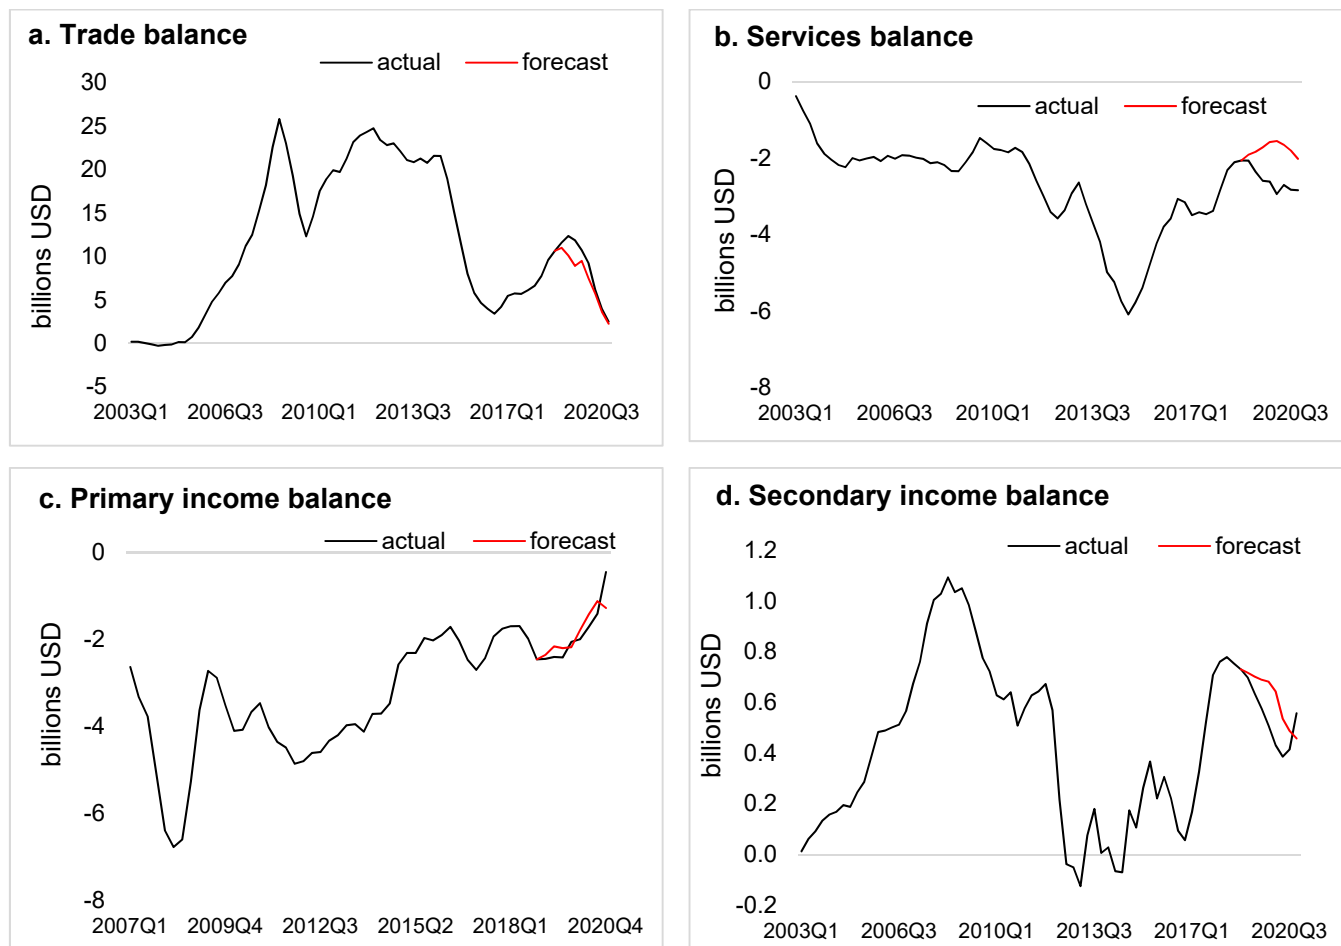 a. Trade balance
actual forecast
billions USD
30
25
20
15
10
5
0
-5
2003Q1 2006Q3 2010Q1 2013Q3 2017Q1 2020Q3
b. Services balance
actual forecast
billions USD
0
-2
-4
-6
-8
2003Q1 2006Q3 2010Q1 2013Q3 2017Q1 2020Q3
c. Primary income balance
actual forecast
billions USD
0
-2
-4
-6
-8
2007Q1 2009Q4 2012Q3 2015Q2 2018Q1 2020Q4
d. Secondary income balance
actual forecast
billions USD
1.2
1.0
0.8
0.6
0.4
0.2
0.0
-0.2
2003Q1 2006Q3 2010Q1 2013Q3 2017Q1 2020Q3